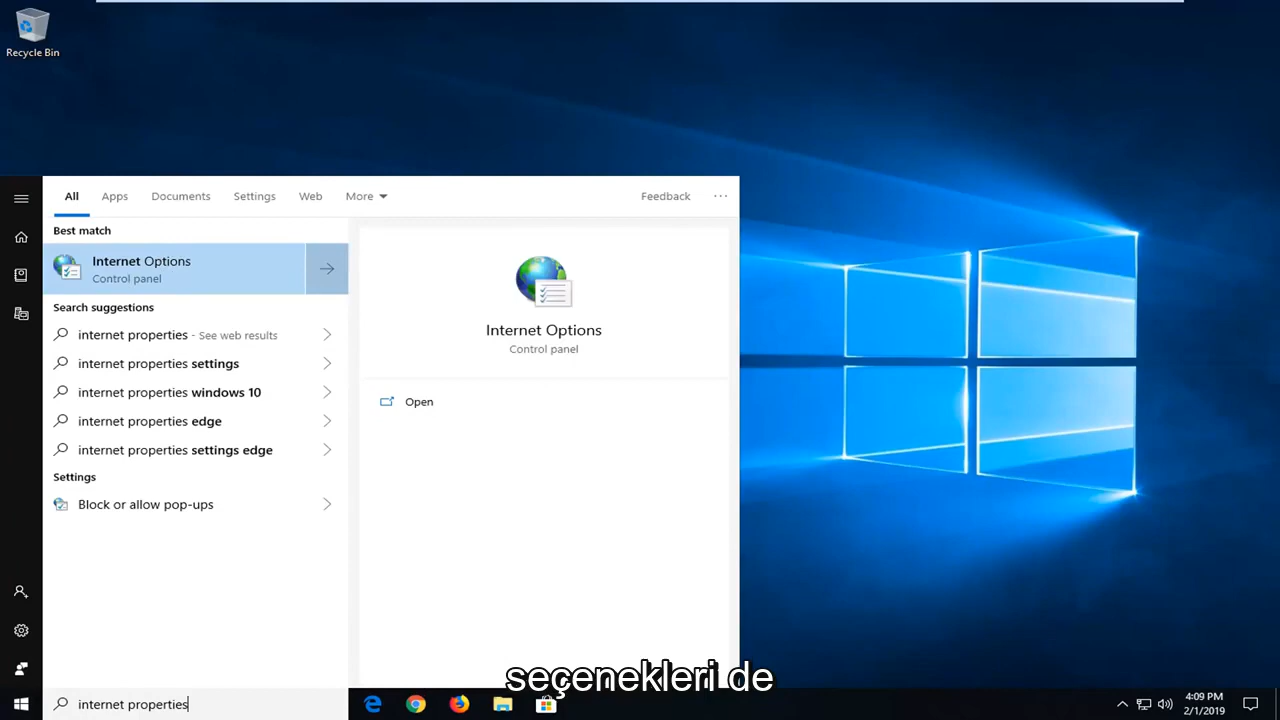 Recycle Bin
All Apps Documents Settings Web More Feedback ...
Best match
Internet Options
Control panel
Search suggestions
internet properties - See web results
internet properties settings
internet properties windows 10
internet properties edge
internet properties settings edge
Settings
Block or allow pop-ups
Internet Options
Control panel
Open
seçenekleri de
internet properties
4:09 PM
2/1/2019